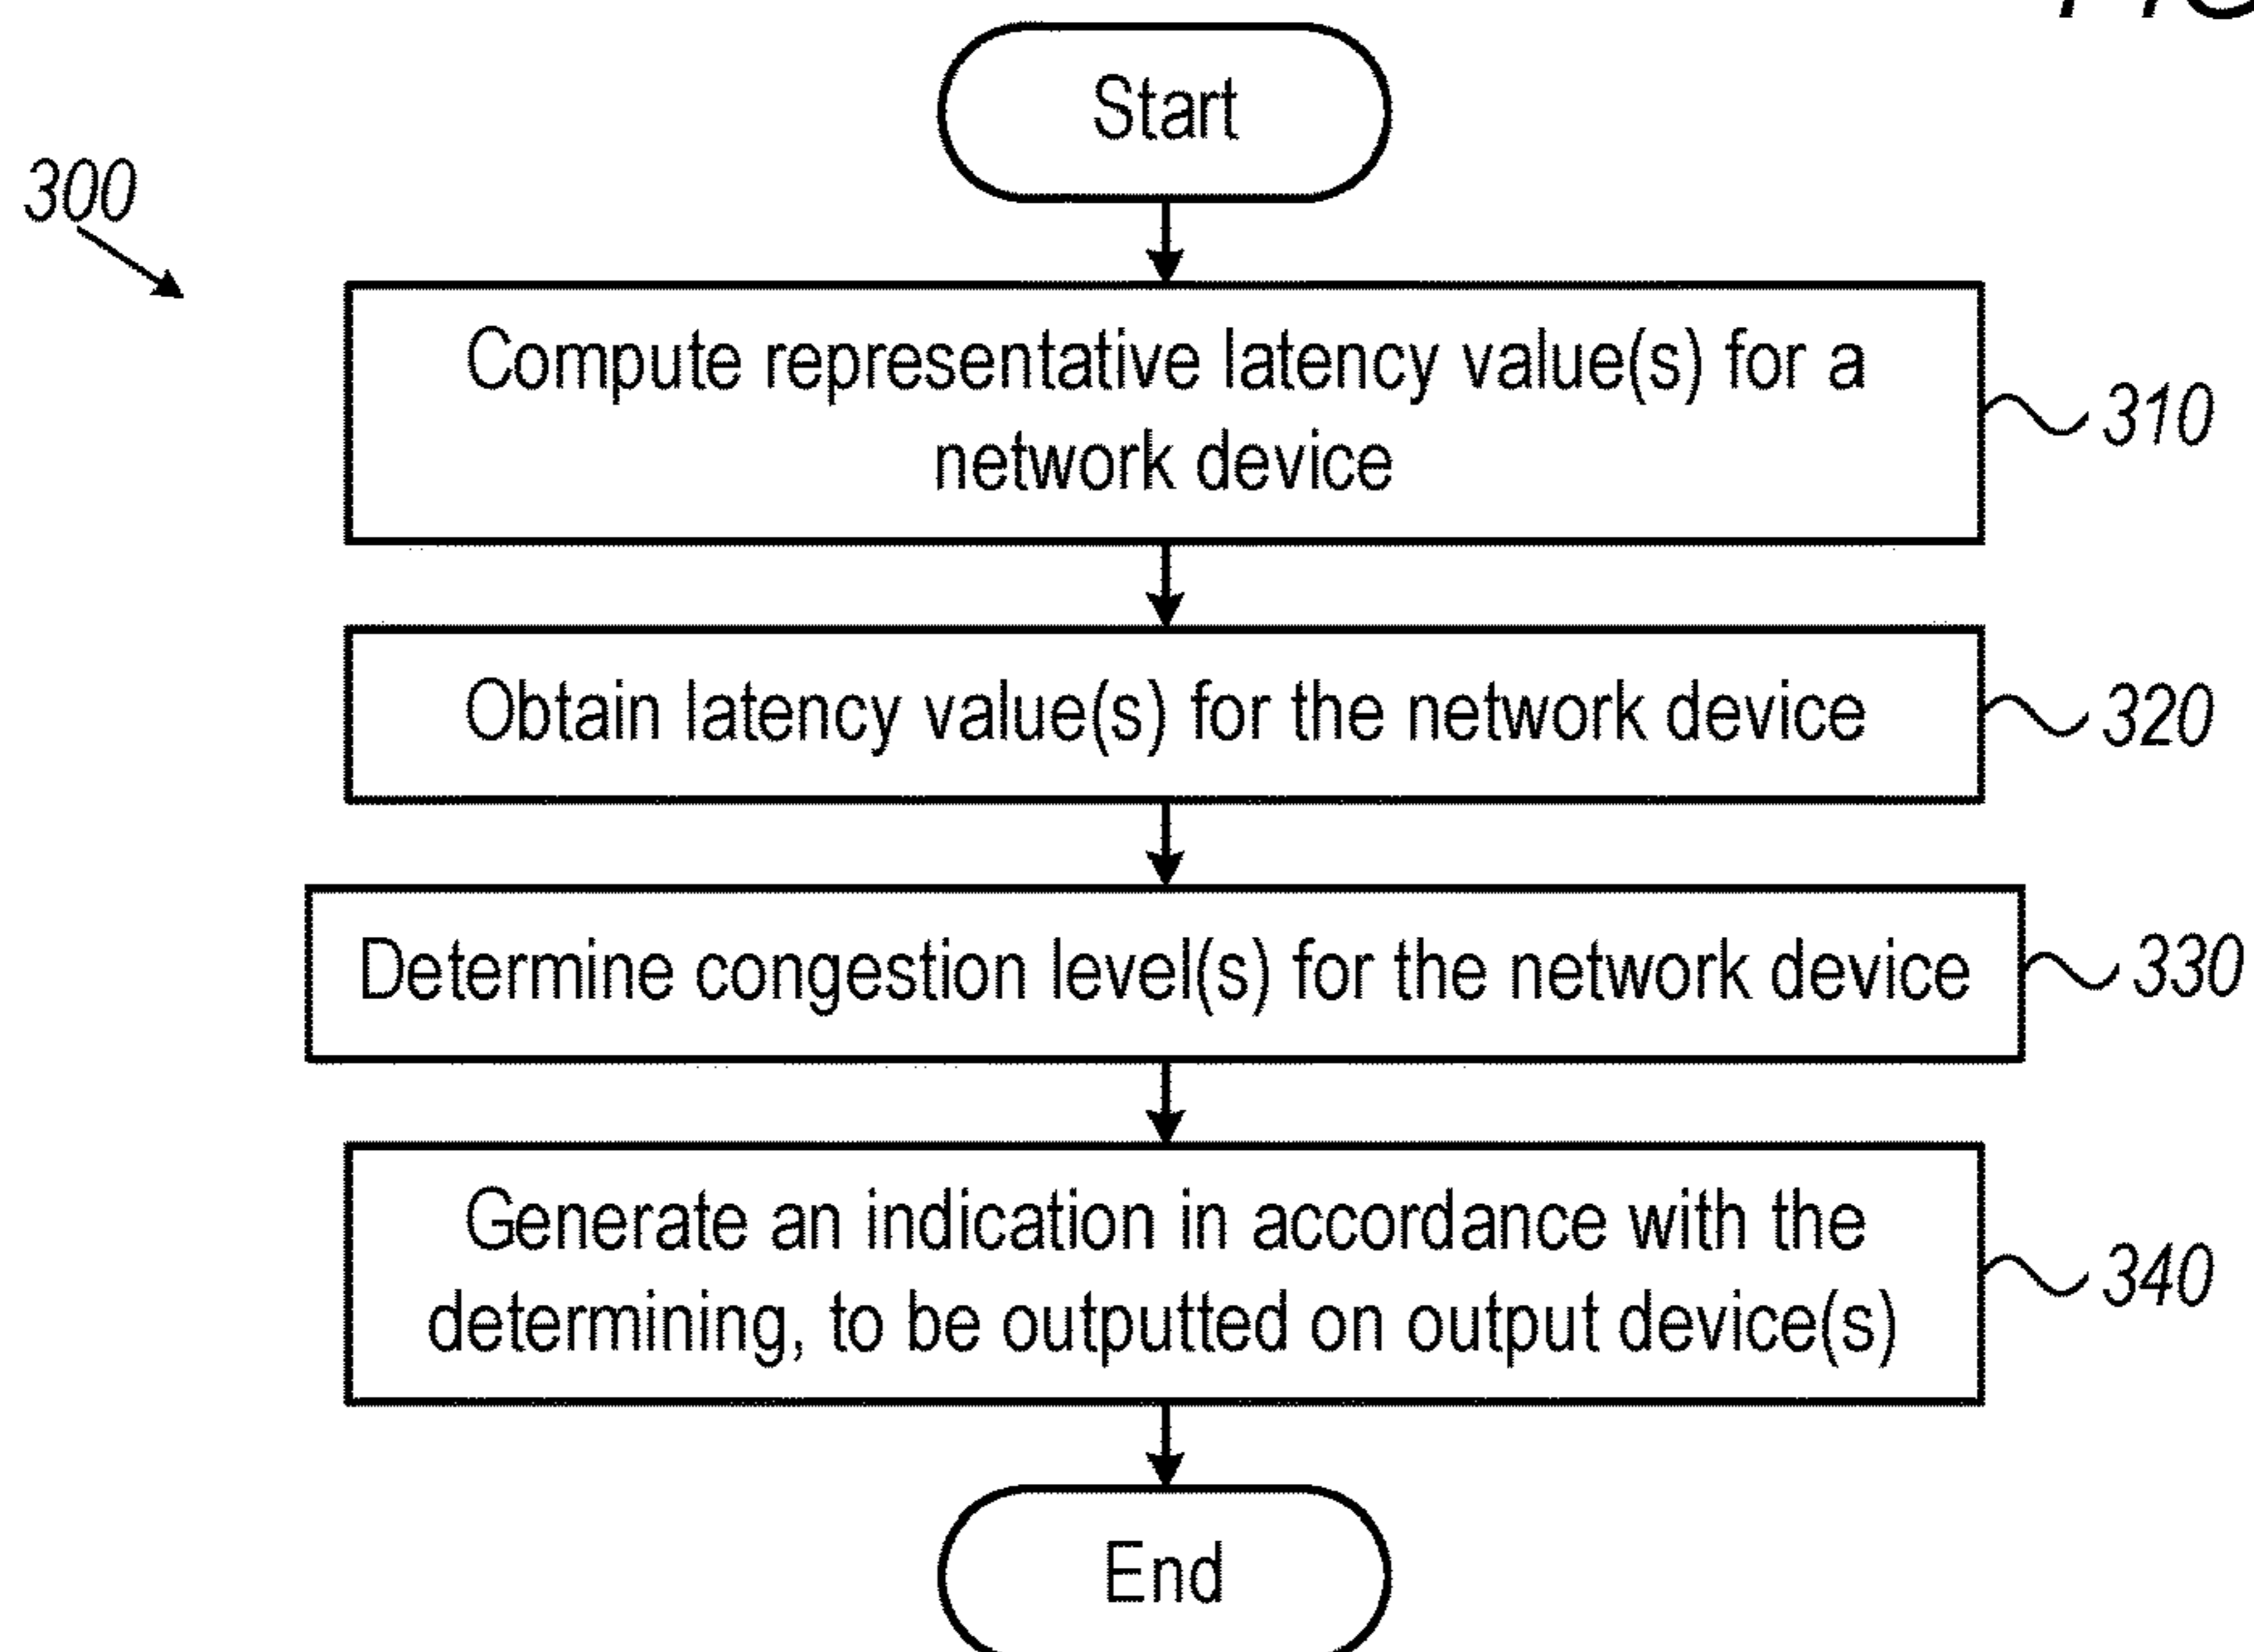 Start
300
Compute representative latency value(s) for a
network device
310
Obtain latency value(s) for the network device
320
Determine congestion level(s) for the network device
330
Generate an indication in accordance with the
determining, to be outputted on output device(s)
340
End